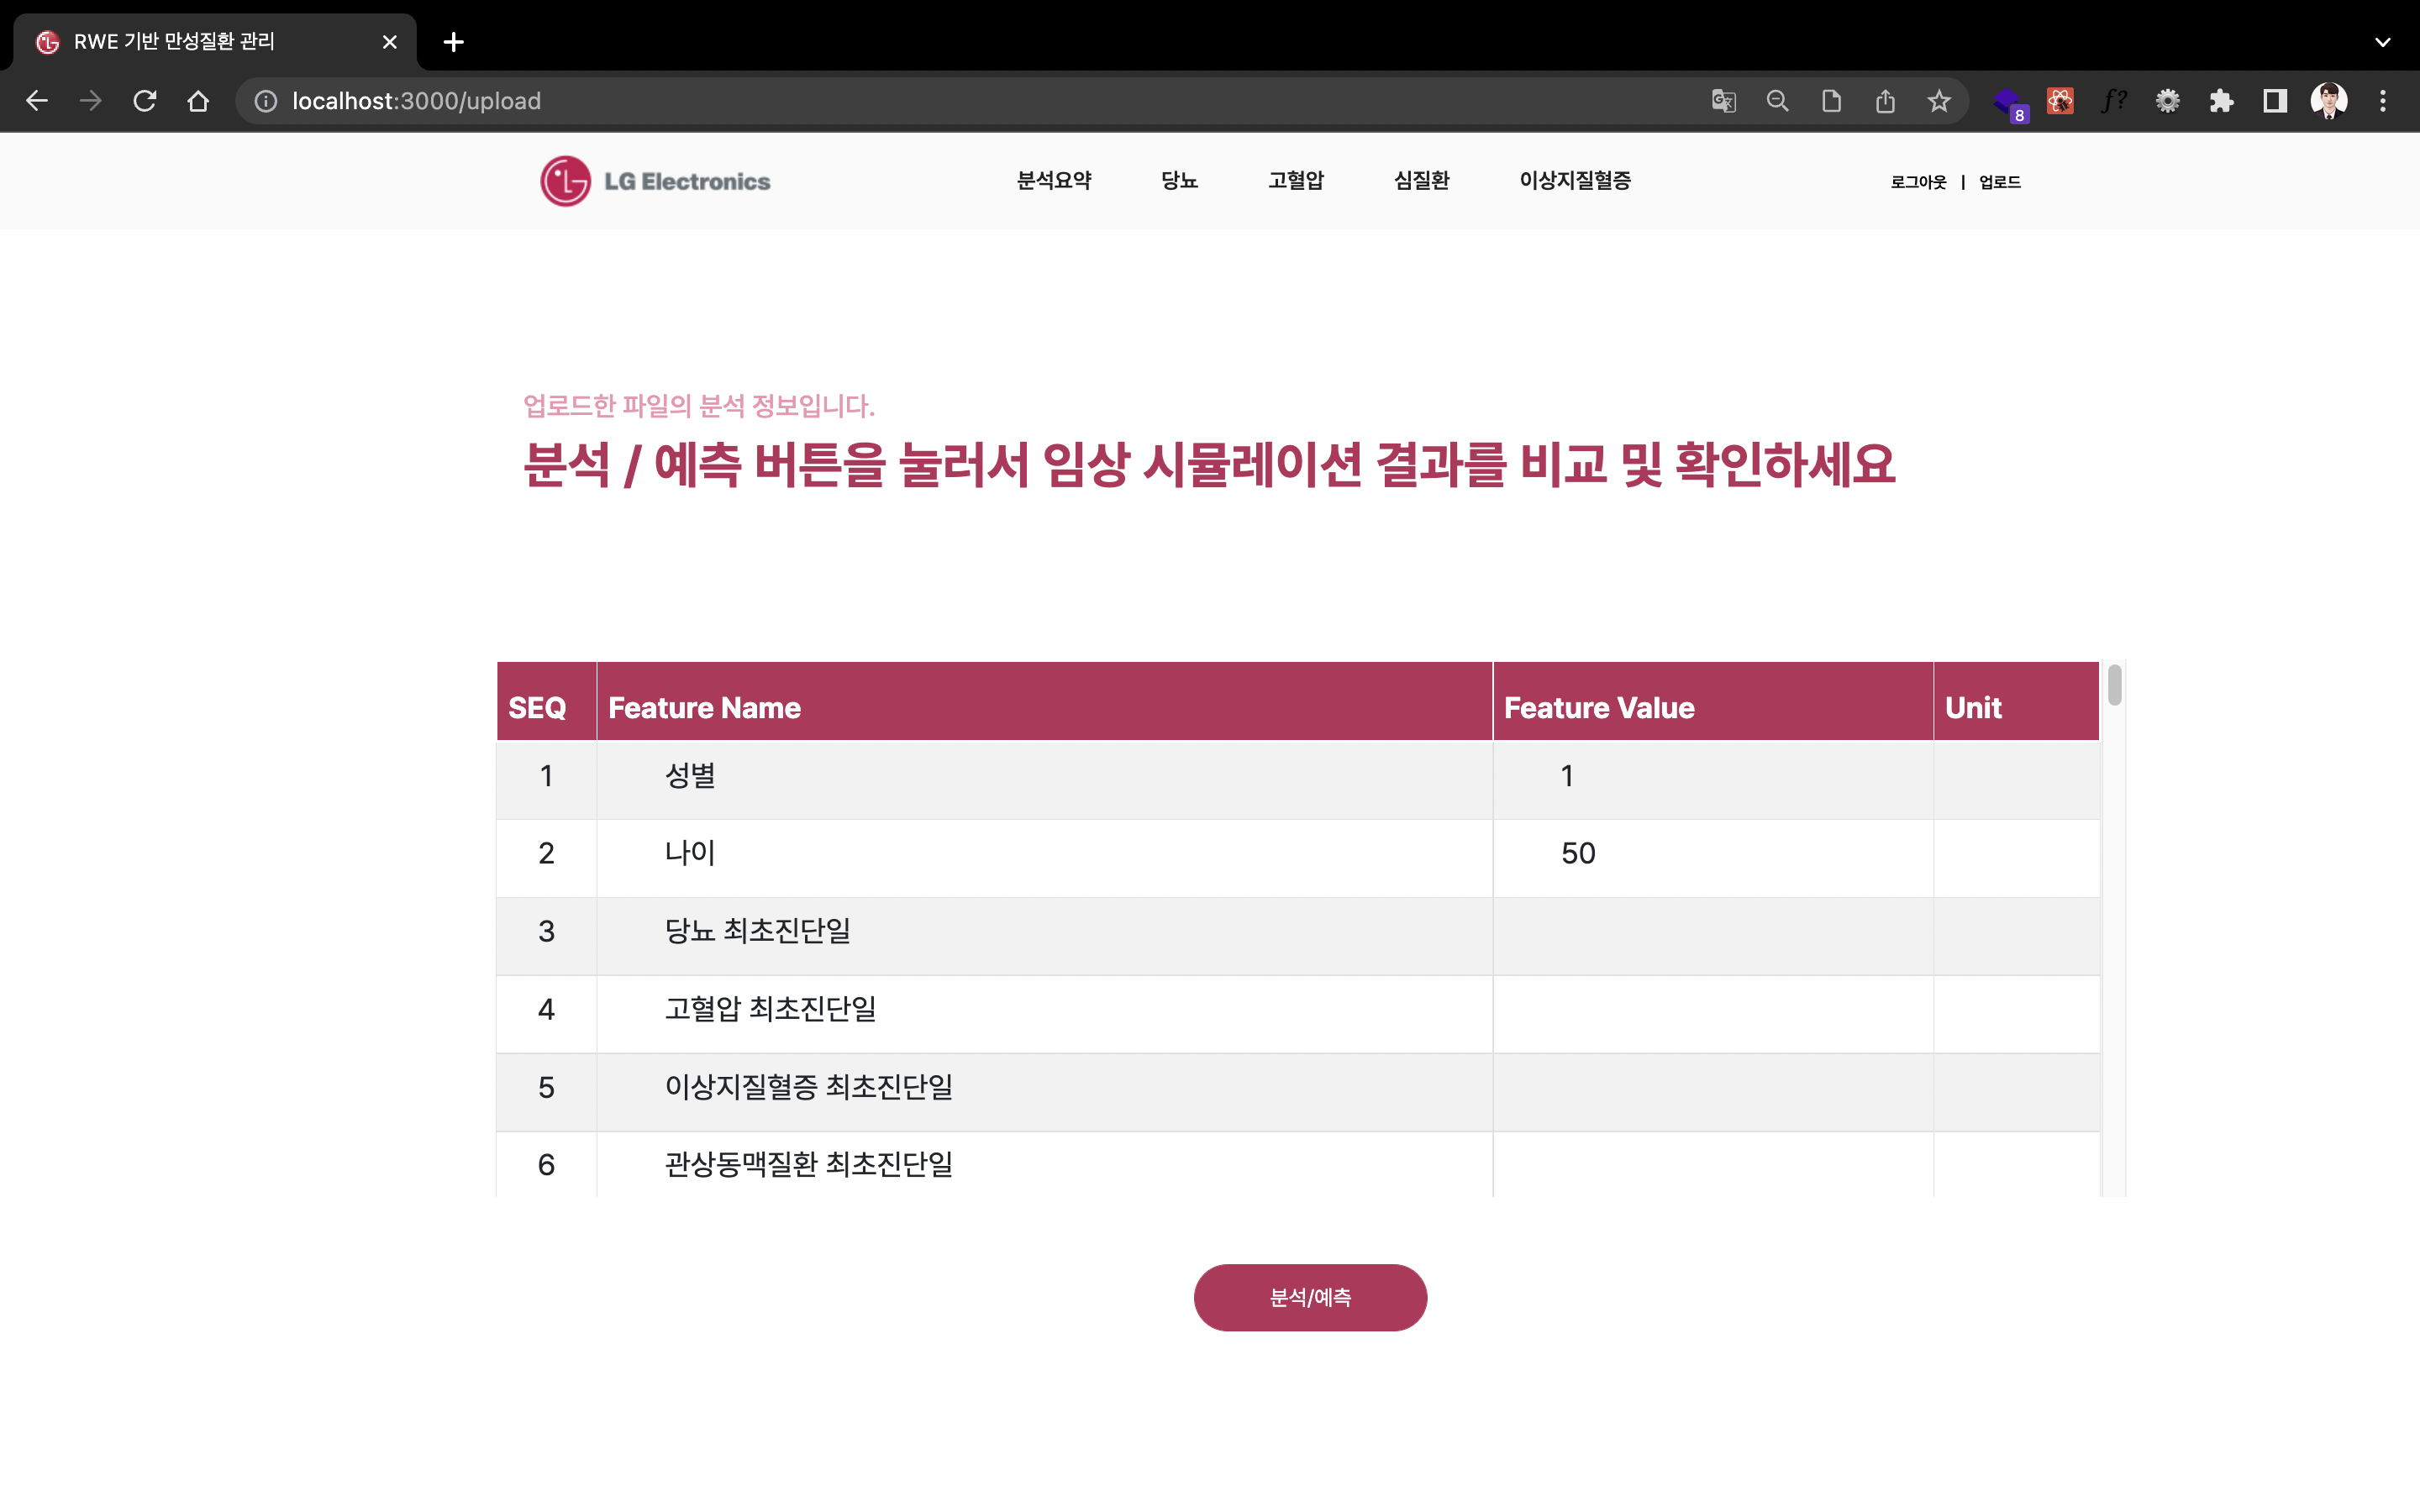 RWE 기반 만성질환 관리
localhost:3000/upload
f?
8
LG Electronics
분석요약 당뇨 고혈압 심질환 이상지질혈증
로그아웃 | 업로드
업로드한 파일의 분석 정보입니다.
분석 / 예측 버튼을 눌러서 임상 시뮬레이션 결과를 비교 및 확인하세요
SEQ Feature Name Feature Value Unit
1 성별 1
2 나이 50
3 당뇨 최초진단일
4 고혈압 최초진단일
5 이상지질혈증 최초진단일
6 관상동맥질환 최초진단일
분석/예측